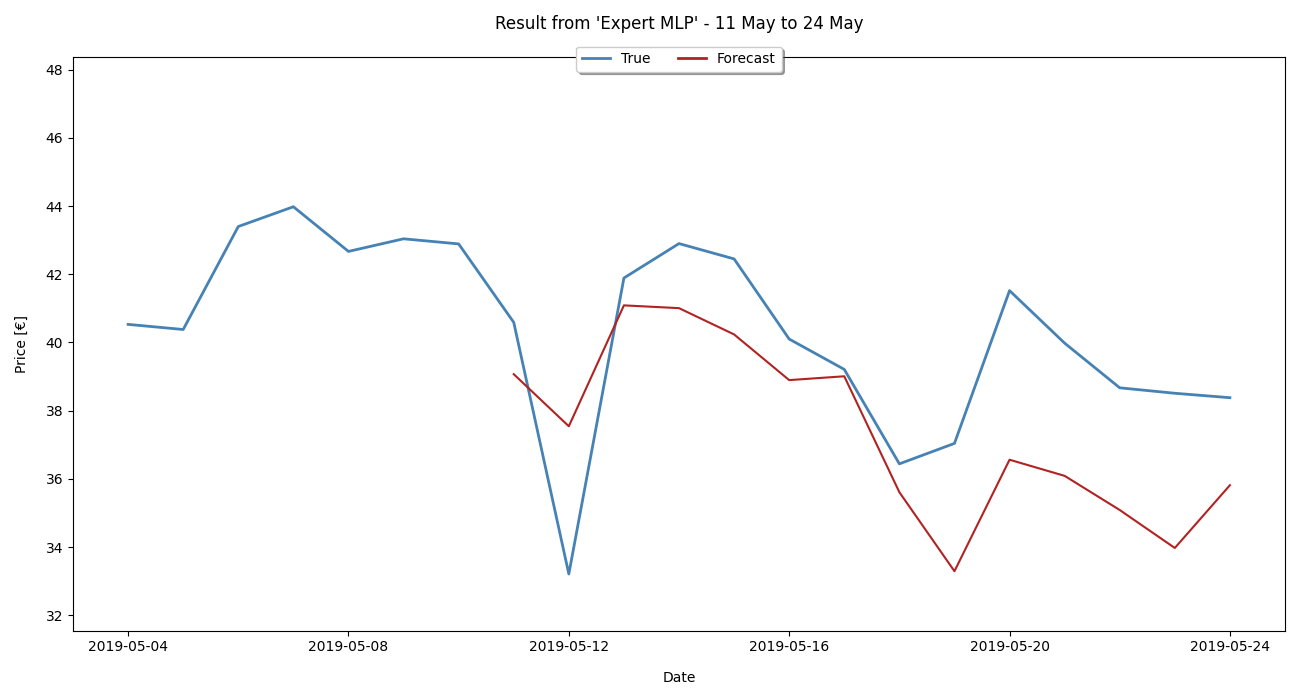 Result from 'Expert MLP' - 11 May to 24 May
True Forecast
48
46
44
42
40
38
36
34
32
Price [€]
2019-05-04 2019-05-08 2019-05-12 2019-05-16 2019-05-20 2019-05-24
Date